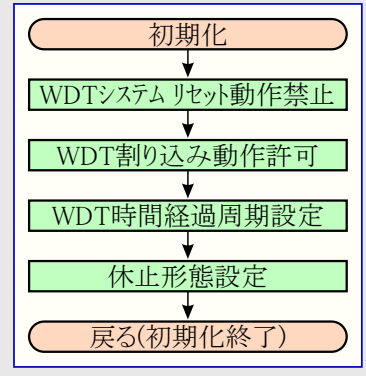 初期化
WDTシステム リセット動作禁止
WDT割り込み動作許可
WDT時間経過周期設定
休止形態設定
戻る(初期化終了)